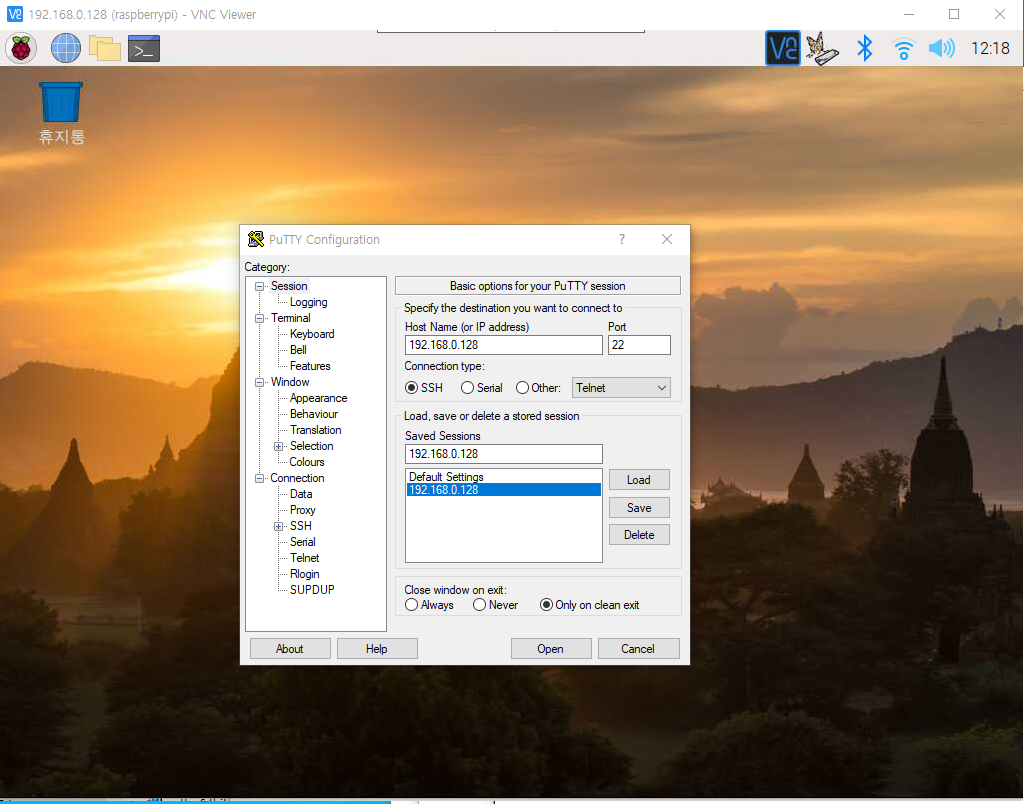 192.168.0.128 (raspberrypi) - VNC Viewer
12:18
휴지통
PuTTY Configuration
?
Category:
Session
Logging
Terminal
Keyboard
Bell
Features
Window
Appearance
Behaviour
Translation
Selection
Colours
Connection
Data
Proxy
SSH
Serial
Telnet
Rlogin
SUPDUP
Basic options for your PuTTY session
Specify the destination you want to connect to
Host Name (or IP address) Port
192.168.0.128 22
Connection type:
SSH Serial Other: Telnet
Load, save or delete a stored session
Saved Sessions
192.168.0.128
Default Settings
192.168.0.128
Load
Save
Delete
Close window on exit:
Always Never Only on clean exit
About Help Open Cancel